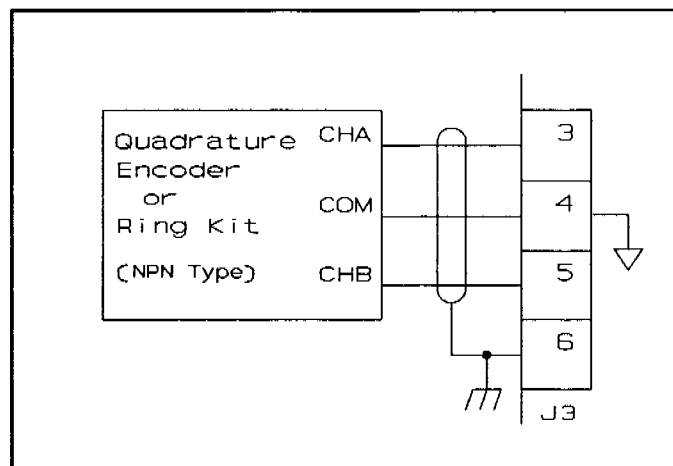 Quadrature
Encoder
or
Ring Kit
(NPN Type)
CHA
COM
CHB
3
4
5
6
J3